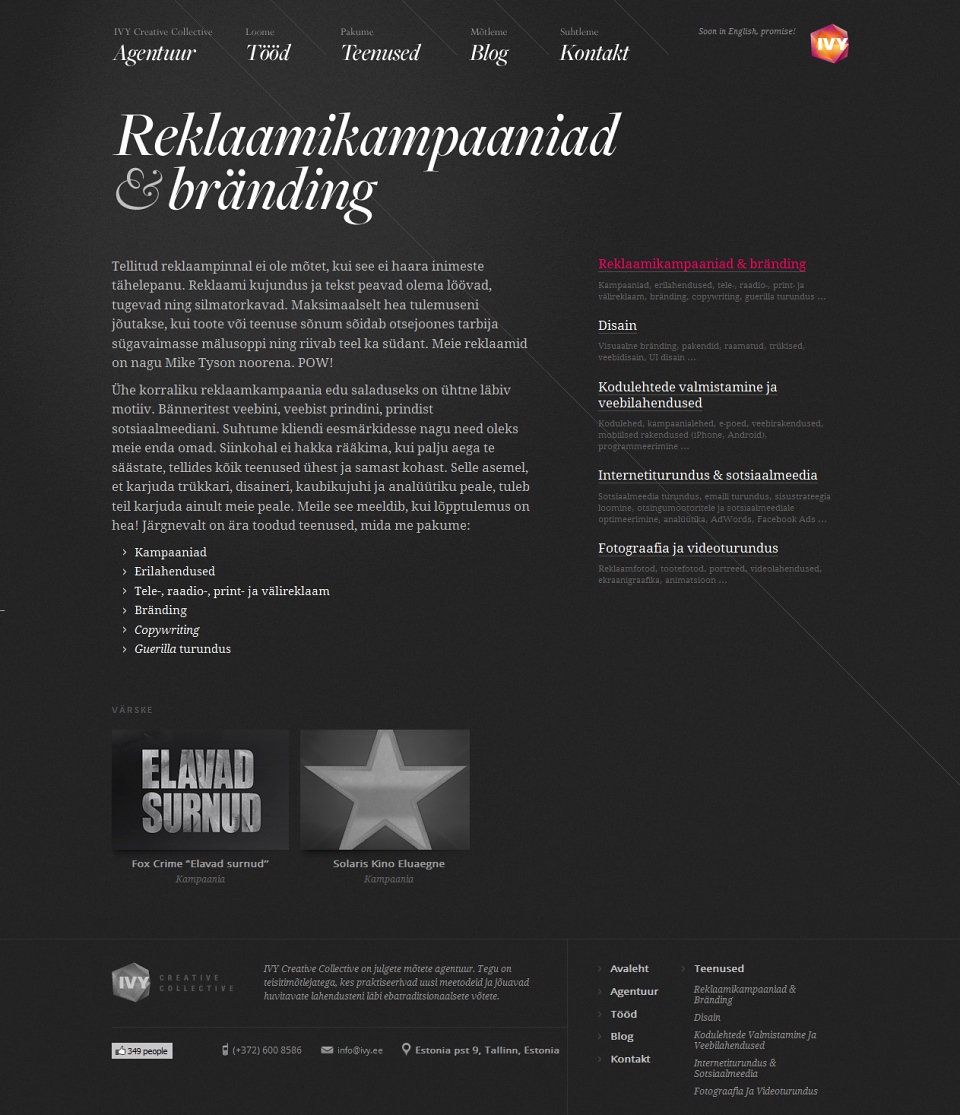 IVY Creative Collective
Agentuur
Loome
Tööd
Pakume
Teenused
Mõtleme
Blog
Suhtleme
Kontakt
Soon in English, promise!
IVY
Reklaamikampaaniad
& bränding
Tellitud reklaampinnal ei ole mõtet, kui see ei haara inimeste
tähelepanu. Reklaami kujundus ja tekst peavad olema löövad,
tugevad ning silmatorkavad. Maksimaalselt hea tulemuseni
jõutakse, kui toote või teenuse sõnum sõidab otsejoones tarbija
sügavaimasse mälusoppi ning riivab teel ka südant. Meie reklaamid
on nagu Mike Tyson noorena. POW!
Ühe korraliku reklaamkampaania edu saladuseks on ühtne läbiv
motiiv. Bänneritest veebini, veebist prindini, prindist
sotsiaalmeediani. Suhtume kliendi eesmärkidesse nagu need oleks
meie enda omad. Siinkohal ei hakka rääkima, kui palju aega te
säästate, tellides kõik teenused ühest ja samast kohast. Selle asemel,
et karjuda trükkari, disaineri, kaubikujuhi ja analüütiku peale, tuleb
teil karjuda ainult meie peale. Meile see meeldib, kui lõpptulemus on
hea! Järgnevalt on ära toodud teenused, mida me pakume:
› Kampaaniad
› Erilahendused
› Tele-, raadio-, print- ja välireklaam
› Bränding
› Copywriting
› Guerilla turundus
Reklaamikampaaniad & bränding
Kampaaniad, erilahendused, tele-, raadio-, print- ja
välireklaam, bränding, copywriting, guerilla turundus ...
Disain
Visuaalne bränding, pakendid, raamatud, trükised,
veebidisain, UI disain ...
Kodulehtede valmistamine ja
veebilahendused
Kodulehed, kampaanialehed, e-poed, veebirakendused,
mobiilsed rakendused (iPhone, Android),
programmeerimine ...
Internetiturundus & sotsiaalmeedia
Sotsiaalmeedia turundus, emaili turundus, sisustrateegia
loomine, otsingumootoritele ja sotsiaalmeediale
optimeerimine, analüütika, AdWords, Facebook Ads ...
Fotograafia ja videoturundus
Reklaamfotod, tootefotod, portreed, videolahendused,
ekraanigraafika, animatsioon ...
VÄRSKE
ELAVAD
SURNUD
Fox Crime “Elavad surnud”
Kampaania
Solaris Kino Eluaegne
Kampaania
IVY
CREATIVE
COLLECTIVE
IVY Creative Collective on julgete mõtete agentuur. Tegu on
teisitimõtlejatega, kes praktiseerivad uusi meetodeid ja jõuavad
huvitavate lahendusteni läbi ebatraditsionaalsete võtete.
349 people
(+372) 600 8586
info@ivy.ee
Estonia pst 9, Tallinn, Estonia
› Avaleht
› Agentuur
› Tööd
› Blog
› Kontakt
› Teenused
Reklaamikampaaniad &
Bränding
Disain
Kodulehtede Valmistamine Ja
Veebilahendused
Internetiturundus &
Sotsiaalmeedia
Fotograafia Ja Videoturundus